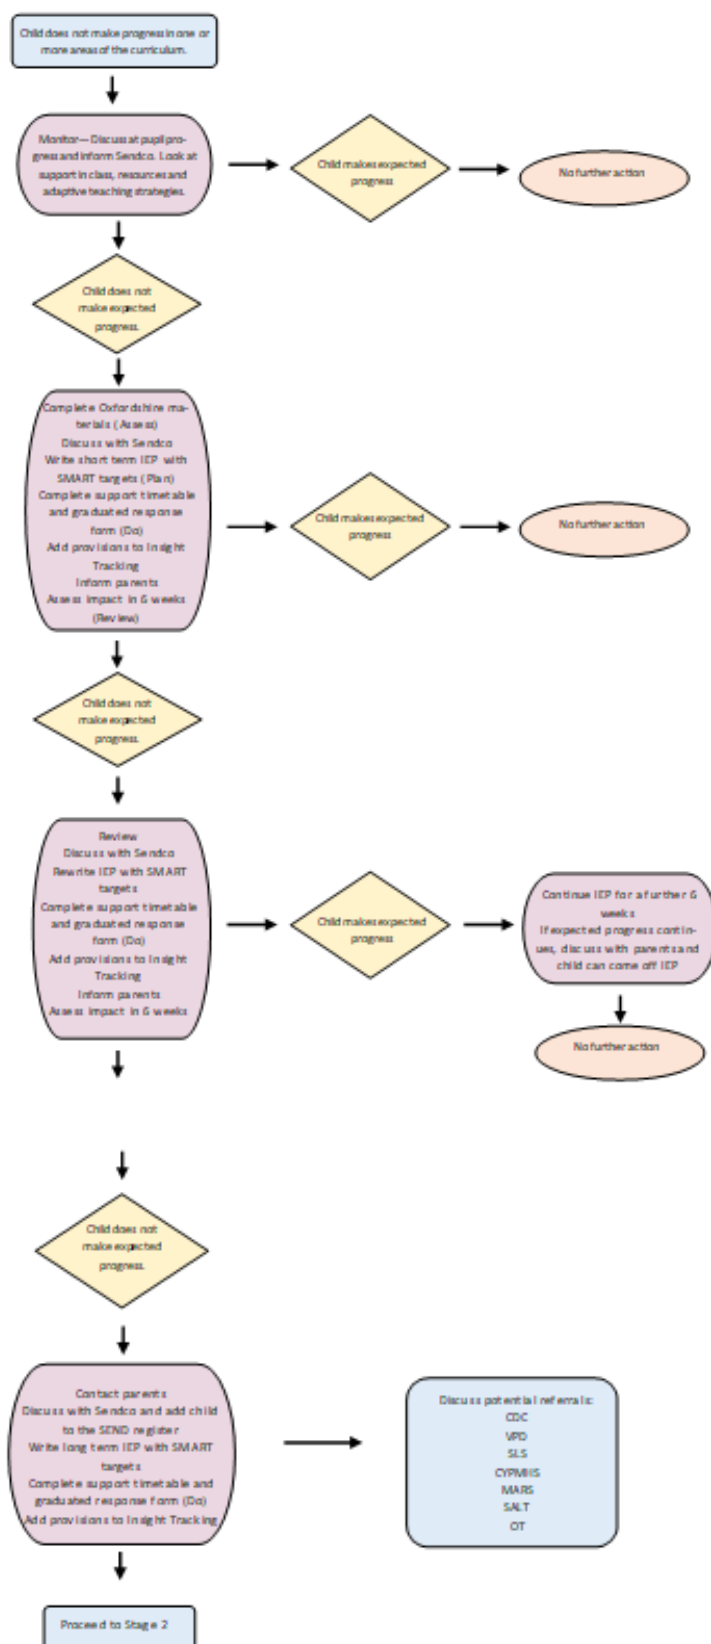 Child does not make progress in one or
more areas of the curriculum.
Monitor—Discuss at pupil pro-
gress and inform Sendco. Look at
support in class, resources and
adaptive teaching strategies.
Child makes expected
progress
No further action
Child does not
make expected
progress.
Complete Oxfordshire ma-
terials (Assess)
Discuss with Sendco
Write short term IEP with
SMART targets (Plan)
Complete support timetable
and graduated response
form (Do)
Add provisions to Insight
Tracking
Inform parents
Assess impact in 6 weeks
(Review)
Child makes expected
progress
No further action
Child does not
make expected
progress.
Review
Discuss with Sendco
Rewrite IEP with SMART
targets
Complete support timetable
and graduated response
form (Do)
Add provisions to Insight
Tracking
Inform parents
Assess impact in 6 weeks
Child makes expected
progress
Continue IEP for a further 6
weeks
If expected progress contin-
ues, discuss with parents and
child can come off IEP
No further action
Child does not
make expected
progress.
Contact parents
Discuss with Sendco and add child
to the SEND register
Write long term IEP with SMART
targets
Complete support timetable and
graduated response form (Do)
Add provisions to Insight Tracking
Discuss potential referrals:
CDC
VPD
SLS
CYPMHS
MARS
SALT
OT
Proceed to Stage 2